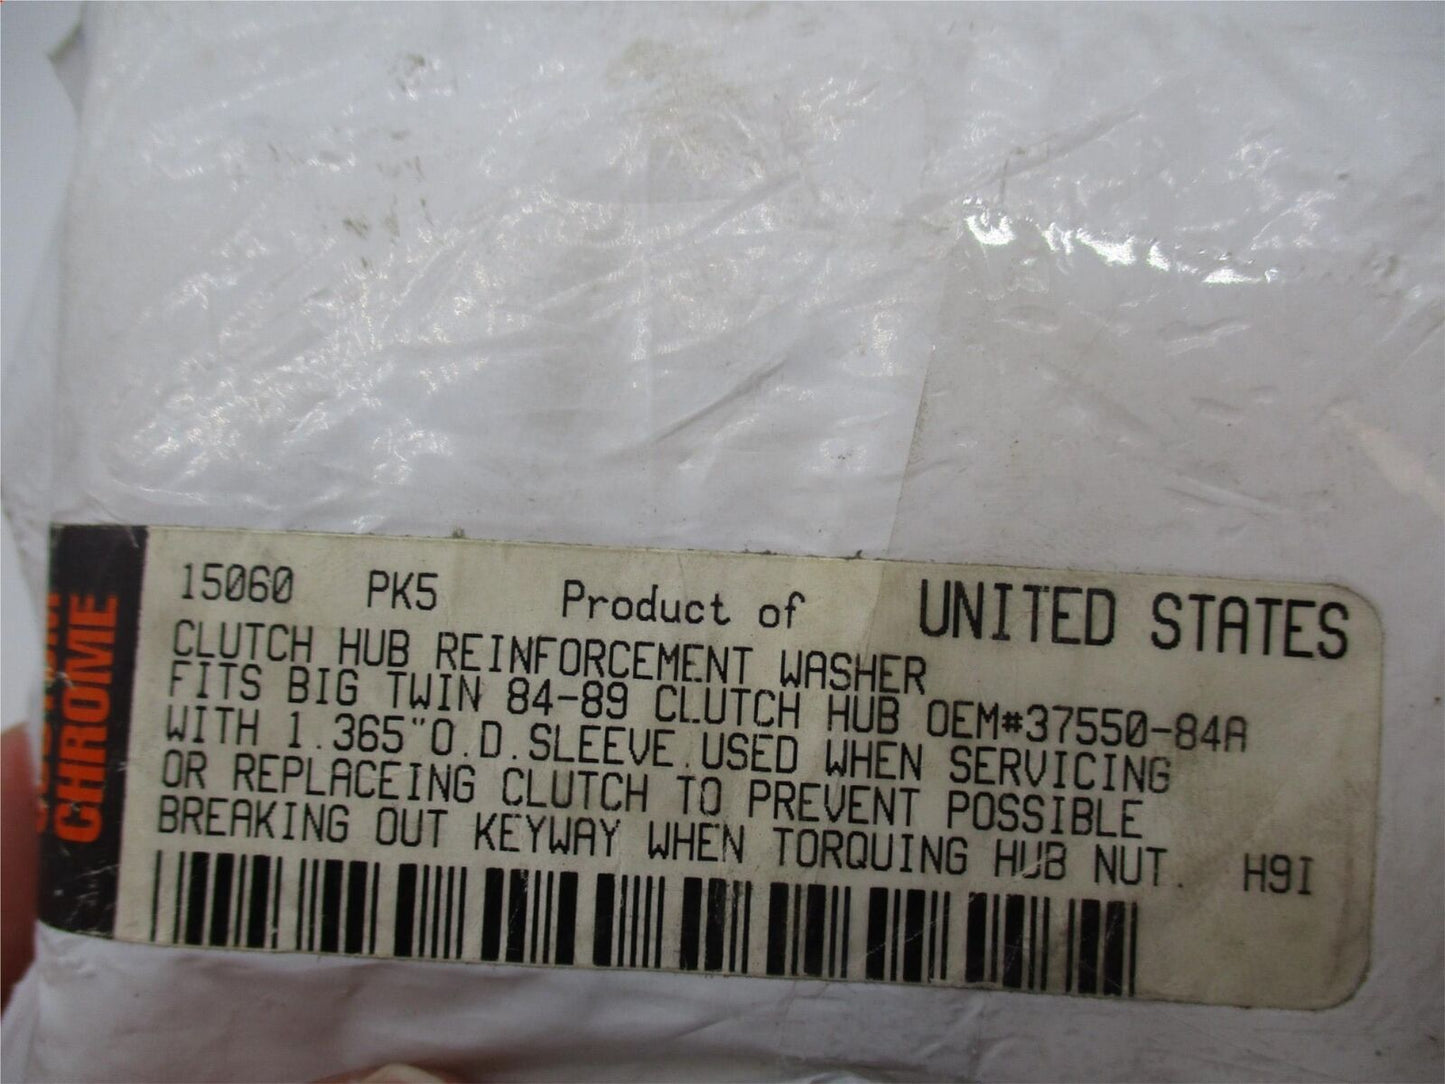 15060 PK5 Product of UNITED STATES
CLUTCH HUB REINFORCEMENT WASHER
FITS BIG TWIN 84-89 CLUTCH HUB OEM#37550-84A
WITH 1.365"O.D.SLEEVE.USED WHEN SERVICING
OR REPLACEING CLUTCH TO PREVENT POSSIBLE
BREAKING OUT KEYWAY WHEN TORQUING HUB NUT. H9I
CHROME